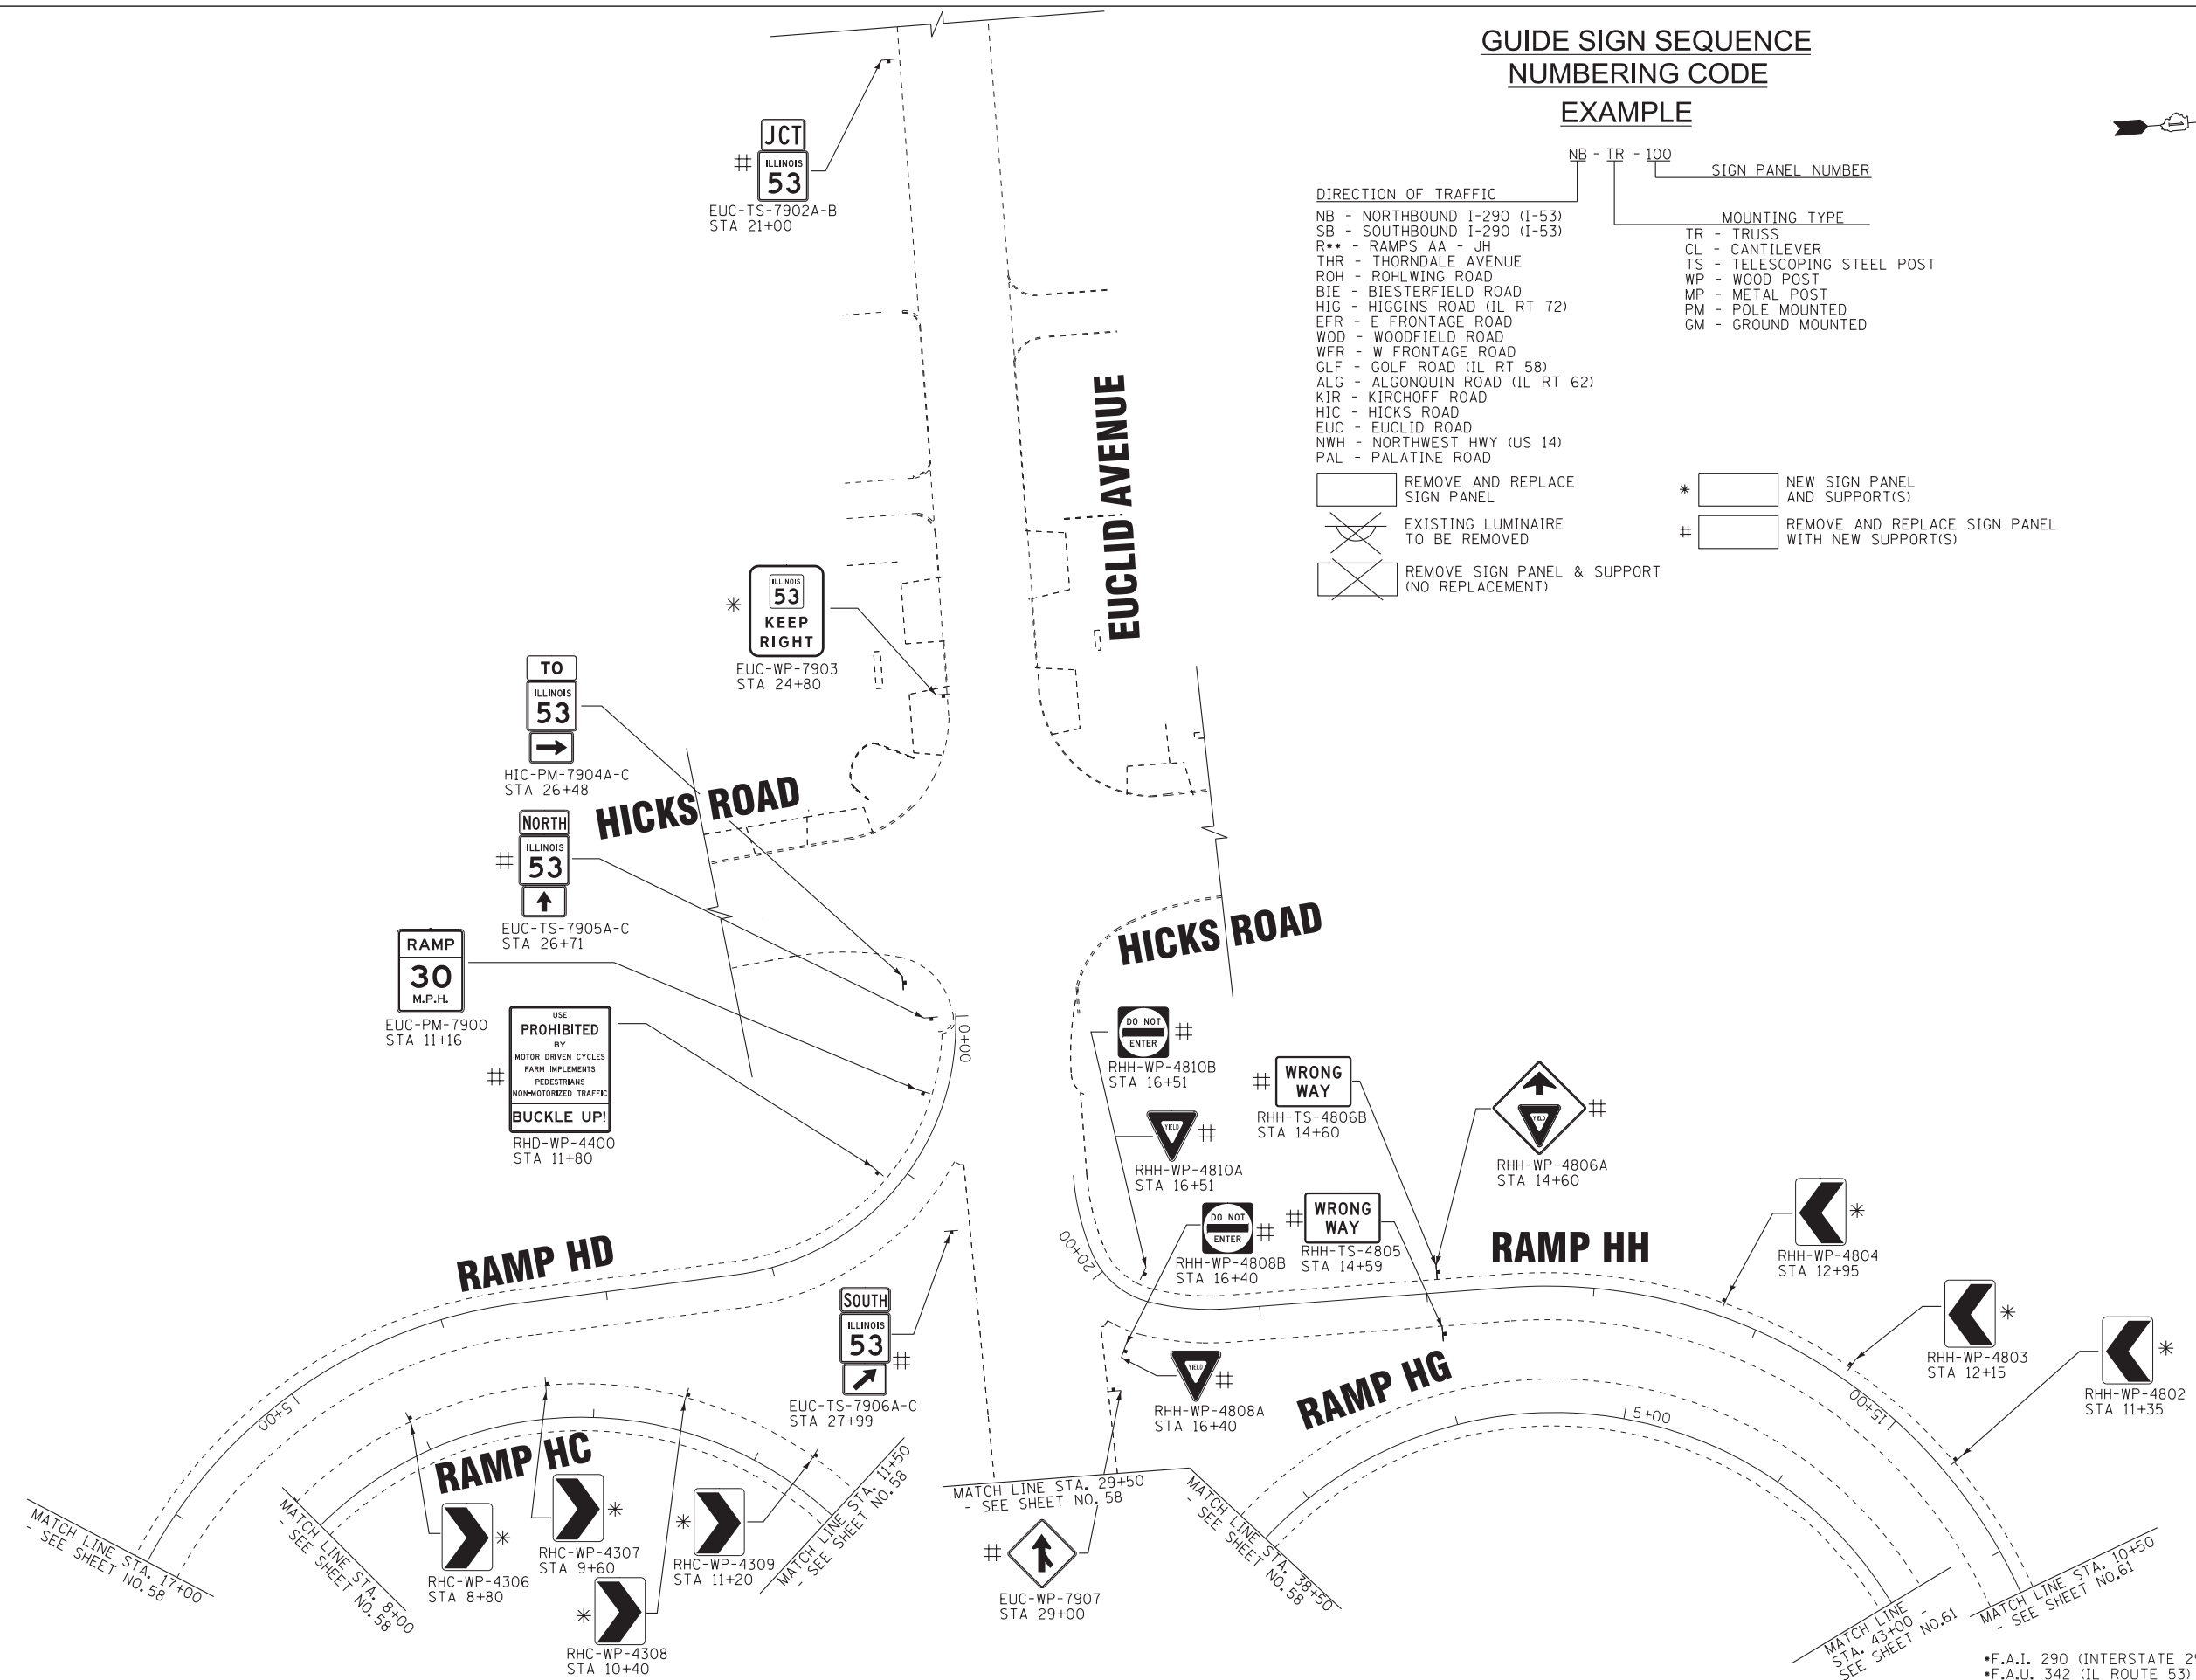 GUIDE SIGN SEQUENCE
NUMBERING CODE
EXAMPLE
NB - TR - 100
SIGN PANEL NUMBER
DIRECTION OF TRAFFIC
NB - NORTHBOUND I-290 (I-53)
SB - SOUTHBOUND I-290 (I-53)
R** - RAMPS AA - JH
THR - THORNDALE AVENUE
ROH - ROHLWING ROAD
BIE - BIESTERFIELD ROAD
HIG - HIGGINS ROAD (IL RT 72)
EFR - E FRONTAGE ROAD
WOD - WOODFIELD ROAD
WFR - W FRONTAGE ROAD
GLF - GOLF ROAD (IL RT 58)
ALG - ALGONQUIN ROAD (IL RT 62)
KIR - KIRCHOFF ROAD
HIC - HICKS ROAD
EUC - EUCLID ROAD
NWH - NORTHWEST HWY (US 14)
PAL - PALATINE ROAD
MOUNTING TYPE
TR - TRUSS
CL - CANTILEVER
TS - TELESCOPING STEEL POST
WP - WOOD POST
MP - METAL POST
PM - POLE MOUNTED
GM - GROUND MOUNTED
REMOVE AND REPLACE
SIGN PANEL
EXISTING LUMINAIRE
TO BE REMOVED
REMOVE SIGN PANEL & SUPPORT
(NO REPLACEMENT)
* NEW SIGN PANEL
AND SUPPORT(S)
# REMOVE AND REPLACE SIGN PANEL
WITH NEW SUPPORT(S)
JCT
# ILLINOIS
53
EUC-TS-7902A-B
STA 21+00
EUCLID AVENUE
ILLINOIS
53
* KEEP
RIGHT
EUC-WP-7903
STA 24+80
TO
ILLINOIS
53
HIC-PM-7904A-C
STA 26+48
HICKS ROAD
NORTH
# ILLINOIS
53
EUC-TS-7905A-C
STA 26+71
HICKS ROAD
RAMP
30
M.P.H.
EUC-PM-7900
STA 11+16
USE
PROHIBITED
BY
MOTOR DRIVEN CYCLES
FARM IMPLEMENTS
PEDESTRIANS
# NON-MOTORIZED TRAFFIC
BUCKLE UP!
RHD-WP-4400
STA 11+80
10+00
DO NOT
ENTER #
RHH-WP-4810B
STA 16+51
YIELD #
RHH-WP-4810A
STA 16+51
# WRONG
WAY
RHH-TS-4806B
STA 14+60
YIELD #
RHH-WP-4806A
STA 14+60
DO NOT
ENTER #
RHH-WP-4808B
STA 16+40
# WRONG
WAY
RHH-TS-4805
STA 14+59
20+00
RAMP HH
*
RHH-WP-4804
STA 12+95
*
RHH-WP-4803
STA 12+15
*
RHH-WP-4802
STA 11+35
RAMP HD
SOUTH
ILLINOIS
53
#
EUC-TS-7906A-C
STA 27+99
YIELD #
RHH-WP-4808A
STA 16+40
RAMP HG
5+00
15+00
15+00
RAMP HC
*
RHC-WP-4306
STA 8+80
*
RHC-WP-4307
STA 9+60
*
RHC-WP-4308
STA 10+40
*
RHC-WP-4309
STA 11+20
#
EUC-WP-7907
STA 29+00
MATCH LINE STA. 17+00
- SEE SHEET NO.58
MATCH LINE STA. 8+00
- SEE SHEET NO.58
MATCH LINE STA. 11+50
- SEE SHEET NO.58
MATCH LINE STA. 29+50
- SEE SHEET NO.58
MATCH LINE STA. 38+50
- SEE SHEET NO.58
MATCH LINE
STA. 43+00 -
SEE SHEET NO.61
MATCH LINE STA. 10+50
- SEE SHEET NO.61
*F.A.I. 290 (INTERSTATE
*F.A.U. 342 (IL ROUTE 53)